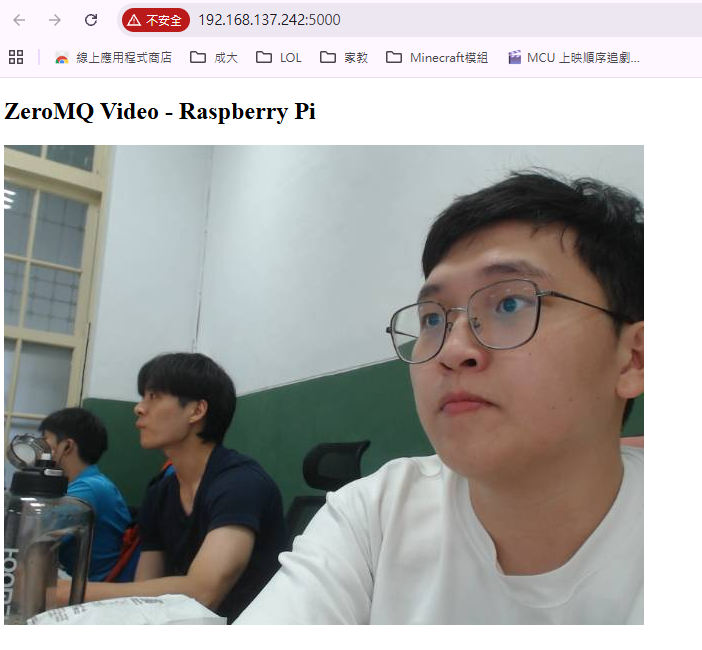 不安全 192.168.137.242:5000
線上應用程式商店 成大 LOL 家教 Minecraft模組 MCU 上映順序追劇...
ZeroMQ Video - Raspberry Pi